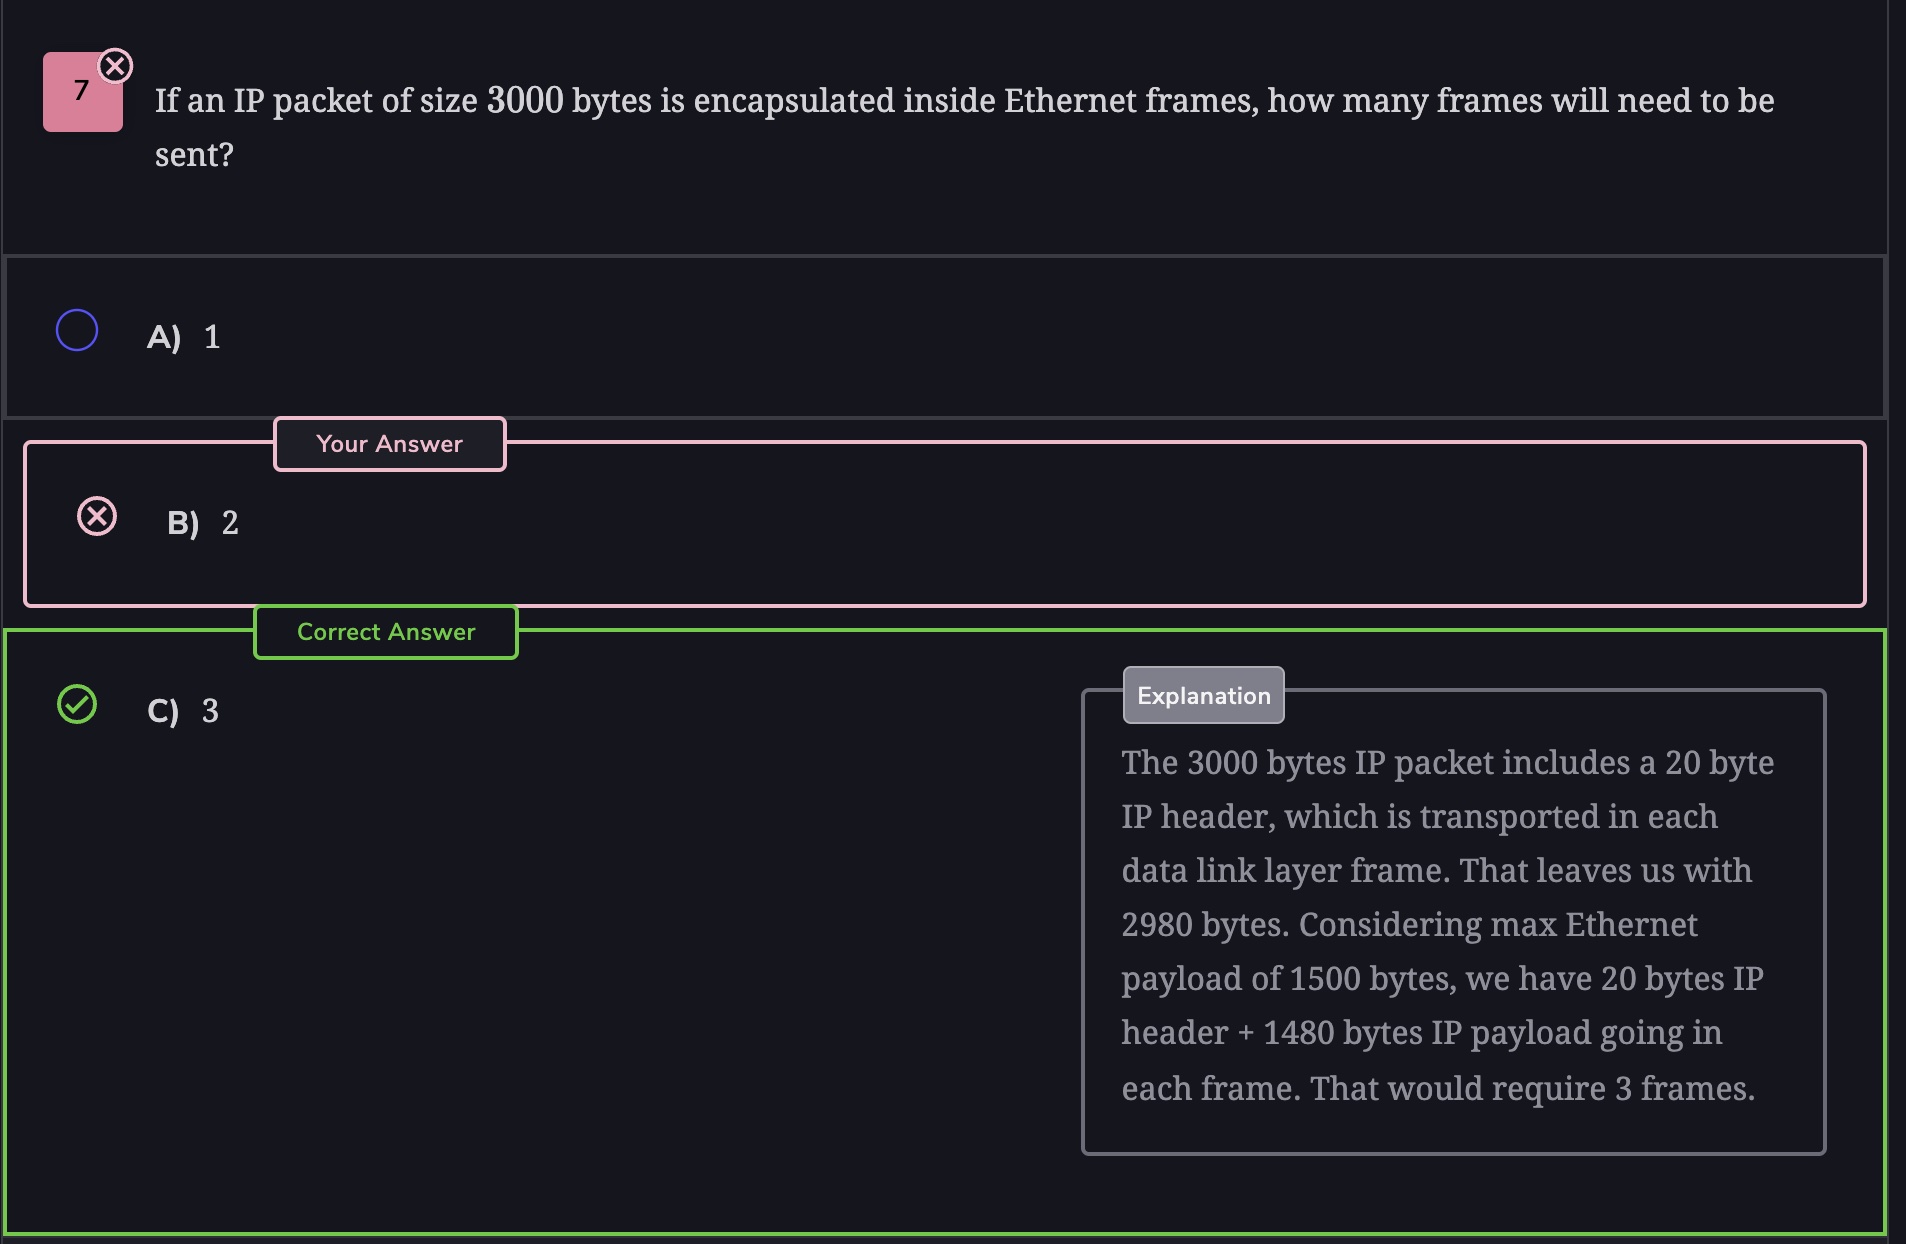 7
If an IP packet of size 3000 bytes is encapsulated inside Ethernet frames, how many frames will need to be
sent?
A) 1
Your Answer
B) 2
Correct Answer
C) 3
Explanation
The 3000 bytes IP packet includes a 20 byte
IP header, which is transported in each
data link layer frame. That leaves us with
2980 bytes. Considering max Ethernet
payload of 1500 bytes, we have 20 bytes IP
header + 1480 bytes IP payload going in
each frame. That would require 3 frames.